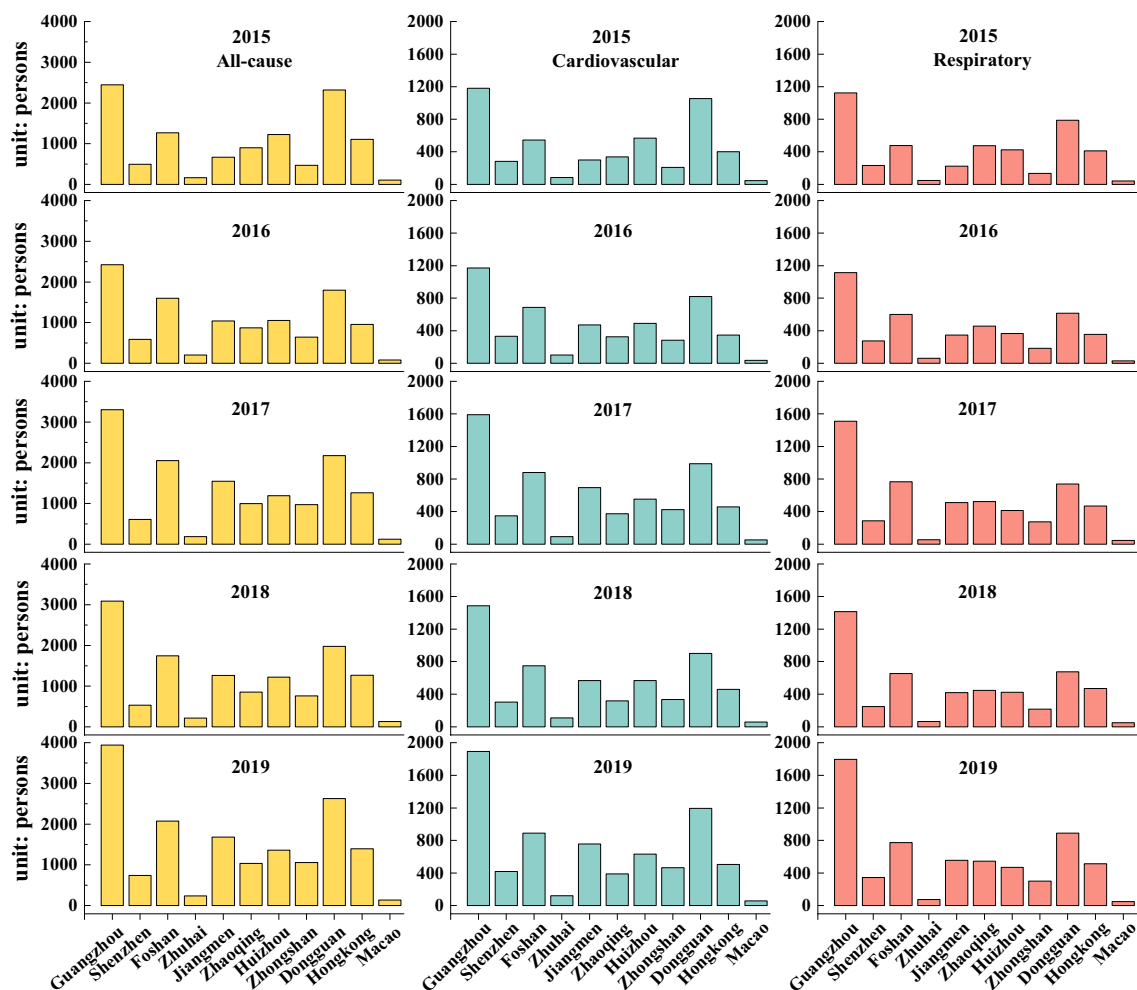 unit: persons
4000
3000
2000
1000
0
2015
All-cause
2000
1600
1200
800
400
0
2015
Cardiovascular
2000
1600
1200
800
400
0
2015
Respiratory
unit: persons
4000
3000
2000
1000
0
2016
2000
1600
1200
800
400
0
2016
2000
1600
1200
800
400
0
2016
unit: persons
4000
3000
2000
1000
0
2017
2000
1600
1200
800
400
0
2017
2000
1600
1200
800
400
0
2017
unit: persons
4000
3000
2000
1000
0
2018
2000
1600
1200
800
400
0
2018
2000
1600
1200
800
400
0
2018
unit: persons
4000
3000
2000
1000
0
2019
2000
1600
1200
800
400
0
2019
2000
1600
1200
800
400
0
2019
Guangzhou
Shenzhen
Foshan
Zhuhai
Jiangmen
Zhaoqing
Huizhou
Zhongshan
Dongguan
Hongkong
Macao
Guangzhou
Shenzhen
Foshan
Zhuhai
Jiangmen
Zhaoqing
Huizhou
Zhongshan
Dongguan
Hongkong
Macao
Guangzhou
Shenzhen
Foshan
Zhuhai
Jiangmen
Zhaoqing
Huizhou
Zhongshan
Dongguan
Hongkong
Macao